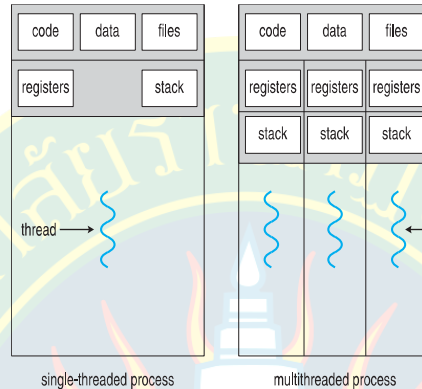 code data files
registers stack
thread
single-threaded process
code data files
registers registers registers
stack stack stack
multithreaded process